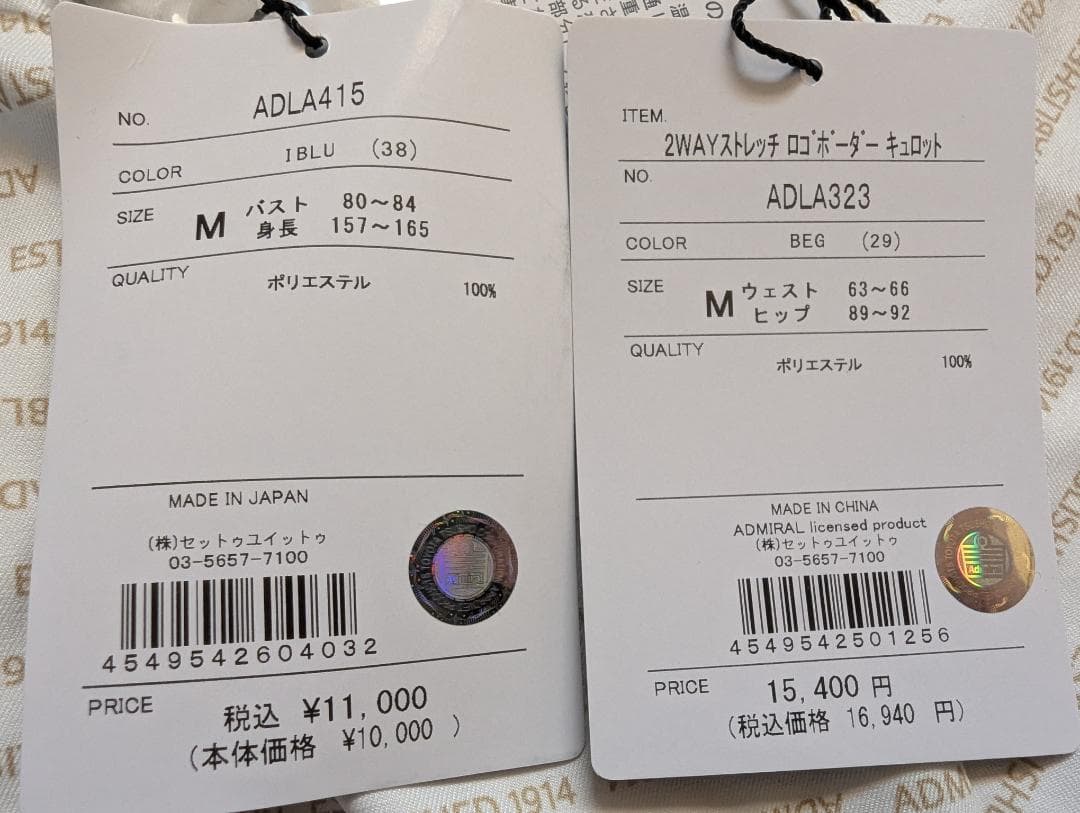 NO. ADLA415
COLOR IBLU (38)
SIZE M バスト 80～84
身長 157～165
QUALITY ポリエステル 100%
MADE IN JAPAN
(株)セットゥユイットゥ
03-5657-7100
4549542604032
PRICE 税込 ¥11,000
(本体価格 ¥10,000 )
ITEM.
2WAYストレッチ ロゴボーダー キュロット
NO.
ADLA323
COLOR BEG (29)
SIZE M ウェスト 63～66
ヒップ 89～92
QUALITY ポリエステル 100%
MADE IN CHINA
ADMIRAL licensed product
(株)セットゥユイットゥ
03-5657-7100
4549542501256
PRICE 15,400 円
(税込価格 16,940 円)
EST
1914
ED.1914
ADM